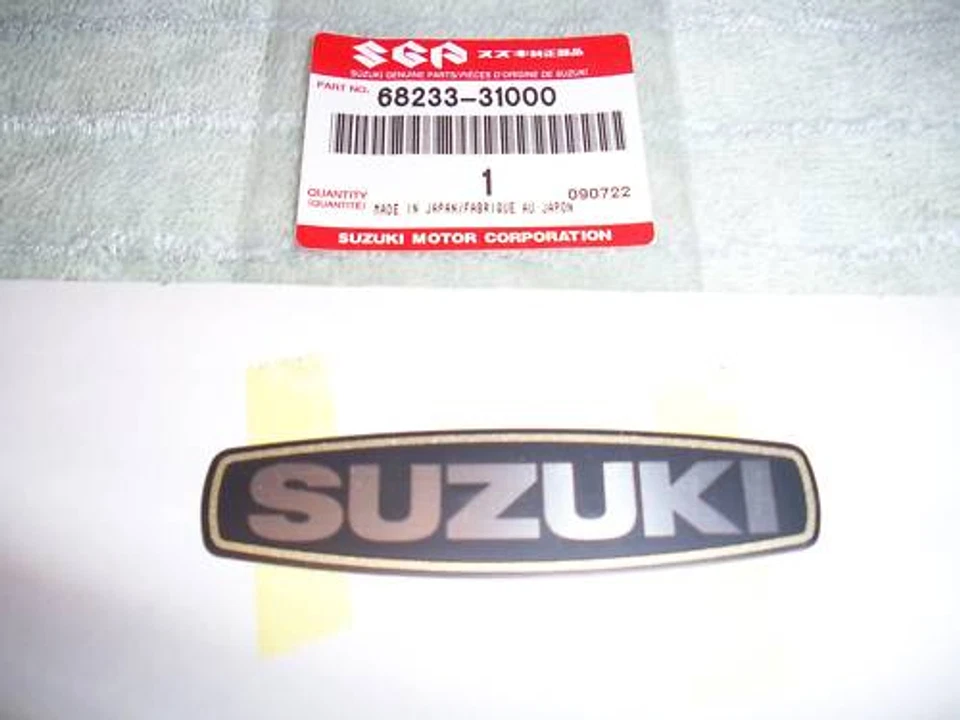 SGP スズキ純正部品
SUZUKI GENUINE PARTS/PIÈCES D'ORIGINE DE SUZUKI
PART NO. 68233-31000
1
QUANTITY
(QUANTITÉ)
090722
MADE IN JAPAN/FABRIQUE AU JAPON
SUZUKI MOTOR CORPORATION
SUZUKI